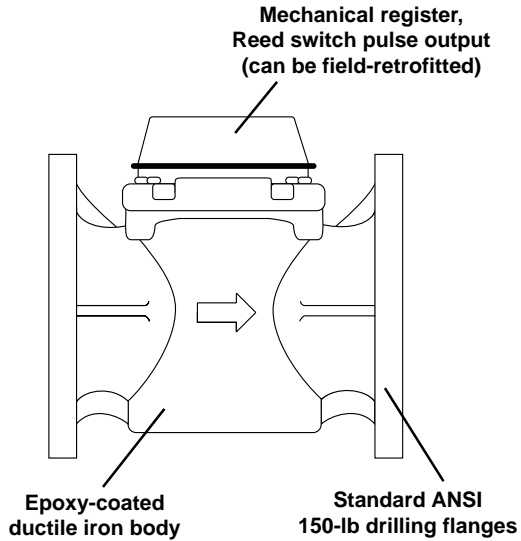 Mechanical register,
Reed switch pulse output
(can be field-retrofitted)
Epoxy-coated
ductile iron body
Standard ANSI
150-lb drilling flanges